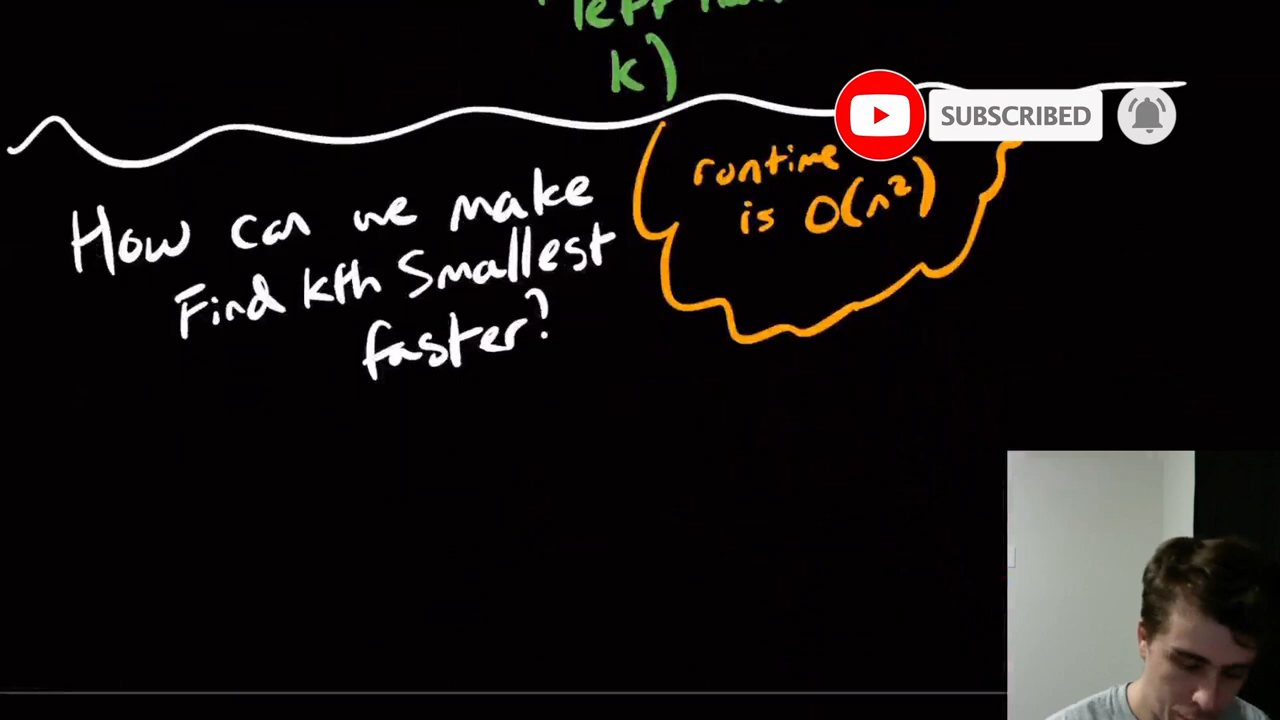 k)
SUBSCRIBED
runtime
is O(n²)
How can we make
Find kth Smallest
faster?